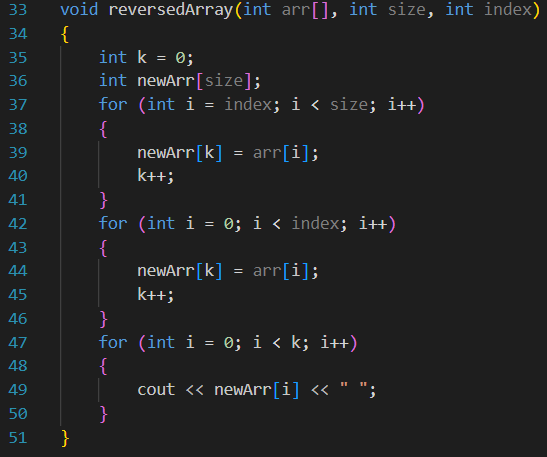 33 void reversedArray(int arr[], int size, int index)
34 {
35     int k = 0;
36     int newArr[size];
37     for (int i = index; i < size; i++)
38     {
39         newArr[k] = arr[i];
40         k++;
41     }
42     for (int i = 0; i < index; i++)
43     {
44         newArr[k] = arr[i];
45         k++;
46     }
47     for (int i = 0; i < k; i++)
48     {
49         cout << newArr[i] << " ";
50     }
51 }